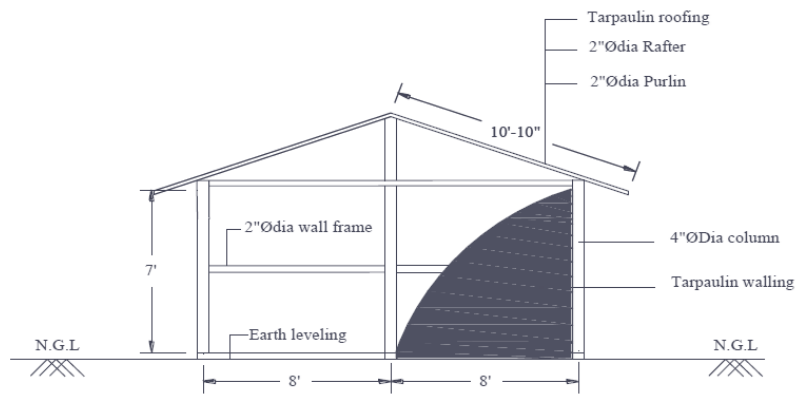 Tarpaulin roofing
2"Ødia Rafter
2"Ødia Purlin
10'-10"
2"Ødia wall frame
4"ØDia column
7'
Tarpaulin walling
Earth leveling
N.G.L
N.G.L
8'
8'